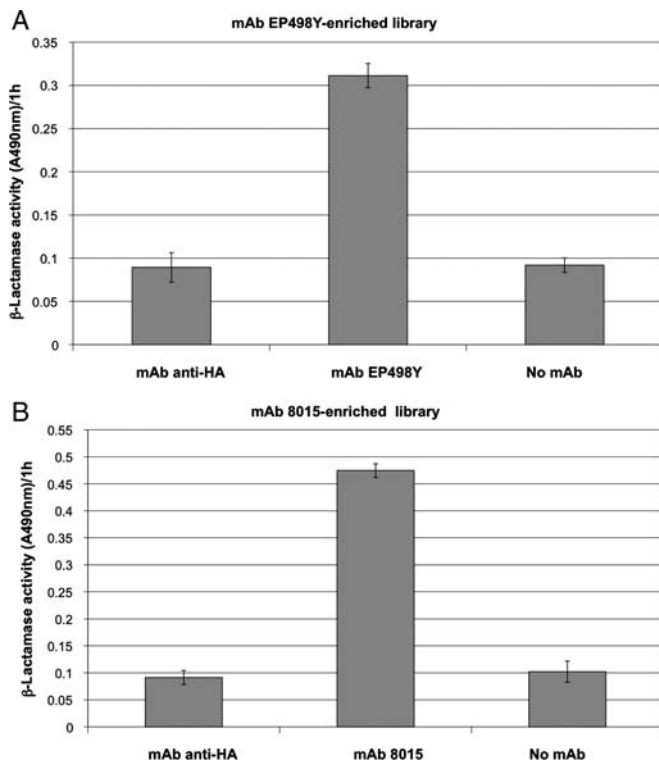 A
mAb EP498Y-enriched library
β-Lactamase activity (A490nm)/1h
0.35
0.3
0.25
0.2
0.15
0.1
0.05
0
mAb anti-HA
mAb EP498Y
No mAb
B
mAb 8015-enriched library
β-Lactamase activity (A490nm)/1h
0.55
0.5
0.45
0.4
0.35
0.3
0.25
0.2
0.15
0.1
0.05
0
mAb anti-HA
mAb 8015
No mAb